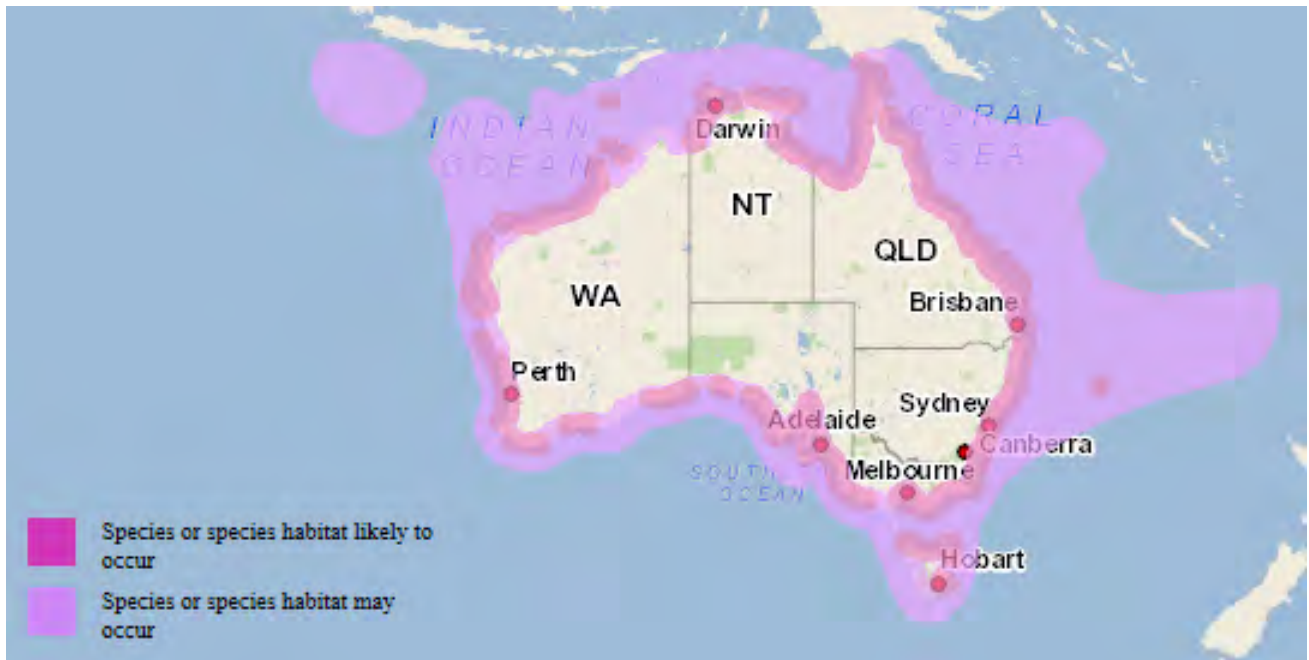 INDIAN
OCEAN
Darwin
CORAL
SEA
NT
QLD
WA
Brisbane
Perth
Sydney
Adelaide
Canberra
Melbourne
OCEAN
Hobart
Species or species habitat likely to
occur
Species or species habitat may
occur